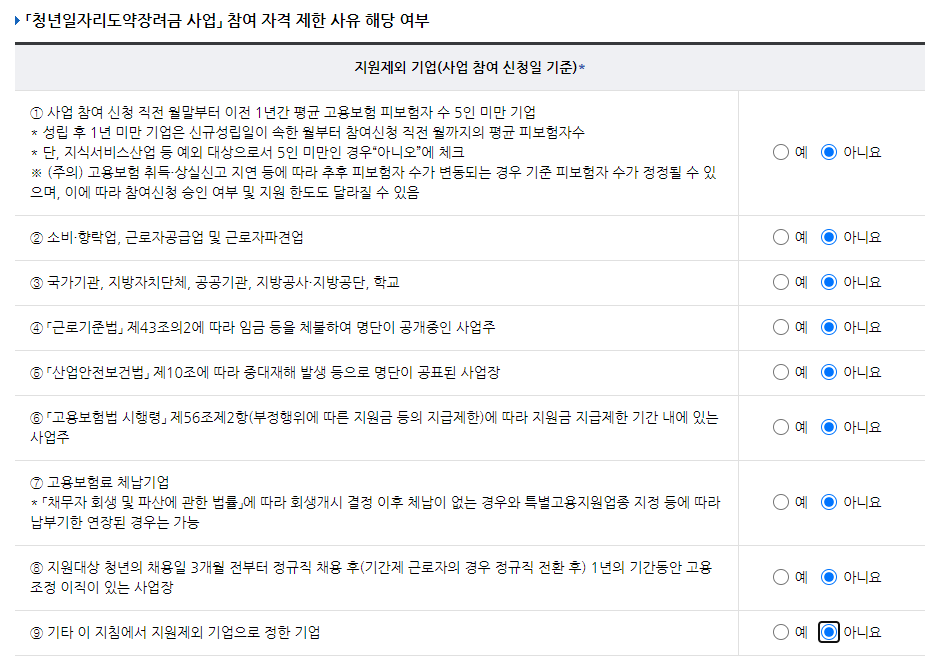 「청년일자리도약장려금 사업」 참여 자격 제한 사유 해당 여부
지원제외 기업(사업 참여 신청일 기준)*
① 사업 참여 신청 직전 월말부터 이전 1년간 평균 고용보험 피보험자 수 5인 미만 기업
* 성립 후 1년 미만 기업은 신규성립일이 속한 월부터 참여신청 직전 월까지의 평균 피보험자수
* 단, 지식서비스산업 등 예외 대상으로서 5인 미만인 경우“아니오”에 체크
※ (주의) 고용보험 취득·상실신고 지연 등에 따라 추후 피보험자 수가 변동되는 경우 기준 피보험자 수가 정정될 수 있
으며, 이에 따라 참여신청 승인 여부 및 지원 한도도 달라질 수 있음
예 아니요
② 소비·향락업, 근로자공급업 및 근로자파견업
예 아니요
③ 국가기관, 지방자치단체, 공공기관, 지방공사·지방공단, 학교
예 아니요
④ 「근로기준법」 제43조의2에 따라 임금 등을 체불하여 명단이 공개중인 사업주
예 아니요
⑤ 「산업안전보건법」 제10조에 따라 중대재해 발생 등으로 명단이 공표된 사업장
예 아니요
⑥ 「고용보험법 시행령」 제56조제2항(부정행위에 따른 지원금 등의 지급제한)에 따라 지원금 지급제한 기간 내에 있는
사업주
예 아니요
⑦ 고용보험료 체납기업
* 「채무자 회생 및 파산에 관한 법률」에 따라 회생개시 결정 이후 체납이 없는 경우와 특별고용지원업종 지정 등에 따라
납부기한 연장된 경우는 가능
예 아니요
⑧ 지원대상 청년의 채용일 3개월 전부터 정규직 채용 후(기간제 근로자의 경우 정규직 전환 후) 1년의 기간동안 고용
조정 이직이 있는 사업장
예 아니요
⑨ 기타 이 지침에서 지원제외 기업으로 정한 기업
예 아니요